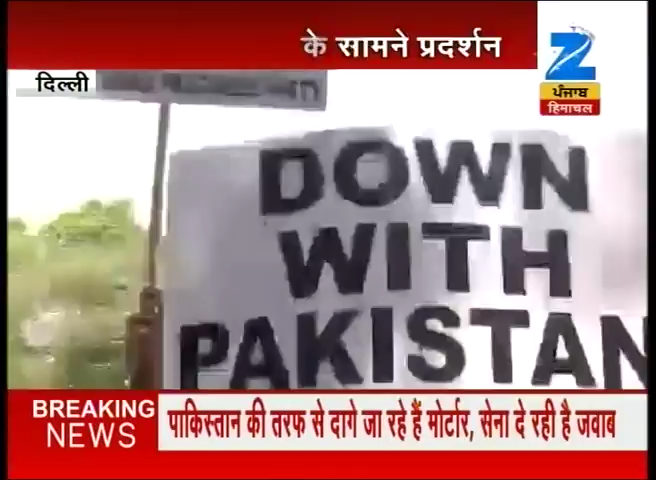 के सामने प्रदर्शन
दिल्ली
ਪੰਜਾਬ
हिमाचल
DOWN
WITH
PAKISTAN
BREAKING
NEWS
पाकिस्तान की तरफ से दागे जा रहे हैं मोर्टार, सेना दे रही है जवाब